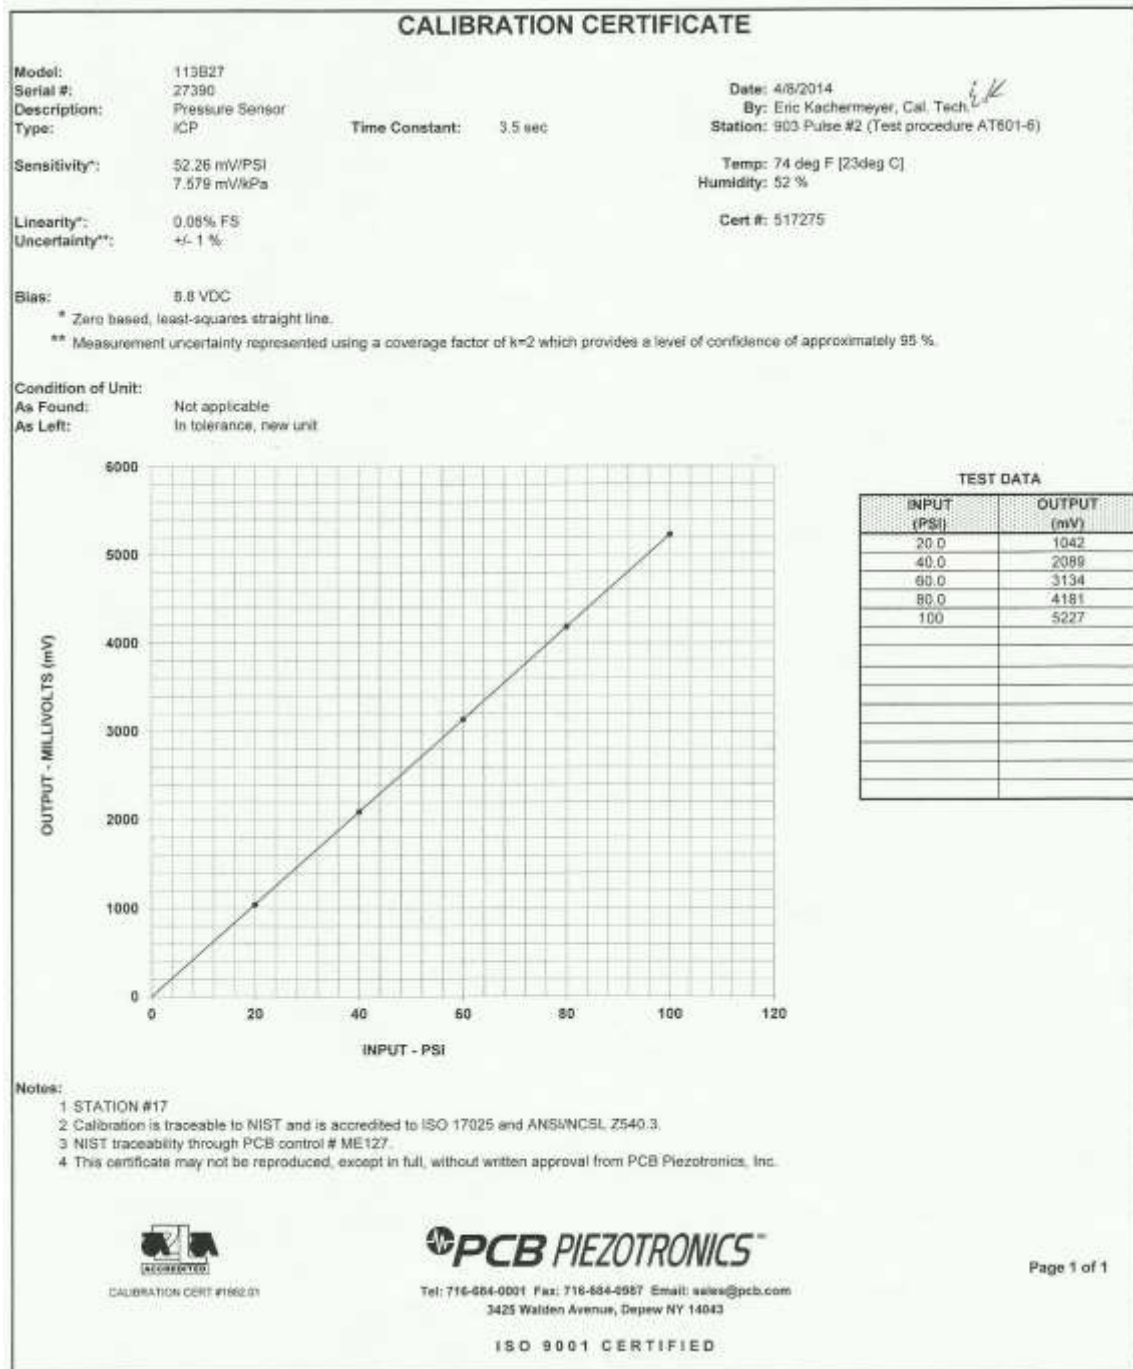 CALIBRATION CERTIFICATE
Model: 113B27
Serial #: 27390
Description: Pressure Sensor
Type: ICP Time Constant: 3.5 sec
Date: 4/8/2014
By: Eric Kachermeyer, Cal. Tech.
Station: 903 Pulse #2 (Test procedure AT601-6)
Sensitivity*: 52.26 mV/PSI
7.579 mV/kPa
Temp: 74 deg F [23deg C]
Humidity: 52 %
Linearity*: 0.08% FS
Uncertainty**: +/- 1 %
Cert #: 517275
Bias: 8.8 VDC
* Zero based, least-squares straight line.
** Measurement uncertainty represented using a coverage factor of k=2 which provides a level of confidence of approximately 95 %.
Condition of Unit:
As Found: Not applicable
As Left: In tolerance, new unit
6000
5000
4000
3000
2000
1000
0
OUTPUT - MILLIVOLTS (mV)
0 20 40 60 80 100 120
INPUT - PSI
TEST DATA
INPUT OUTPUT
(PSI) (mV)
20.0 1042
40.0 2089
60.0 3134
80.0 4181
100 5227
Notes:
1 STATION #17
2 Calibration is traceable to NIST and is accredited to ISO 17025 and ANSI/NCSL Z540.3.
3 NIST traceability through PCB control # ME127.
4 This certificate may not be reproduced, except in full, without written approval from PCB Piezotronics, Inc.
ACCREDITED
CALIBRATION CERT #1862.01
PCB PIEZOTRONICS™
Tel: 716-684-0001 Fax: 716-684-0987 Email: sales@pcb.com
3425 Walden Avenue, Depew NY 14043
ISO 9001 CERTIFIED
Page 1 of 1